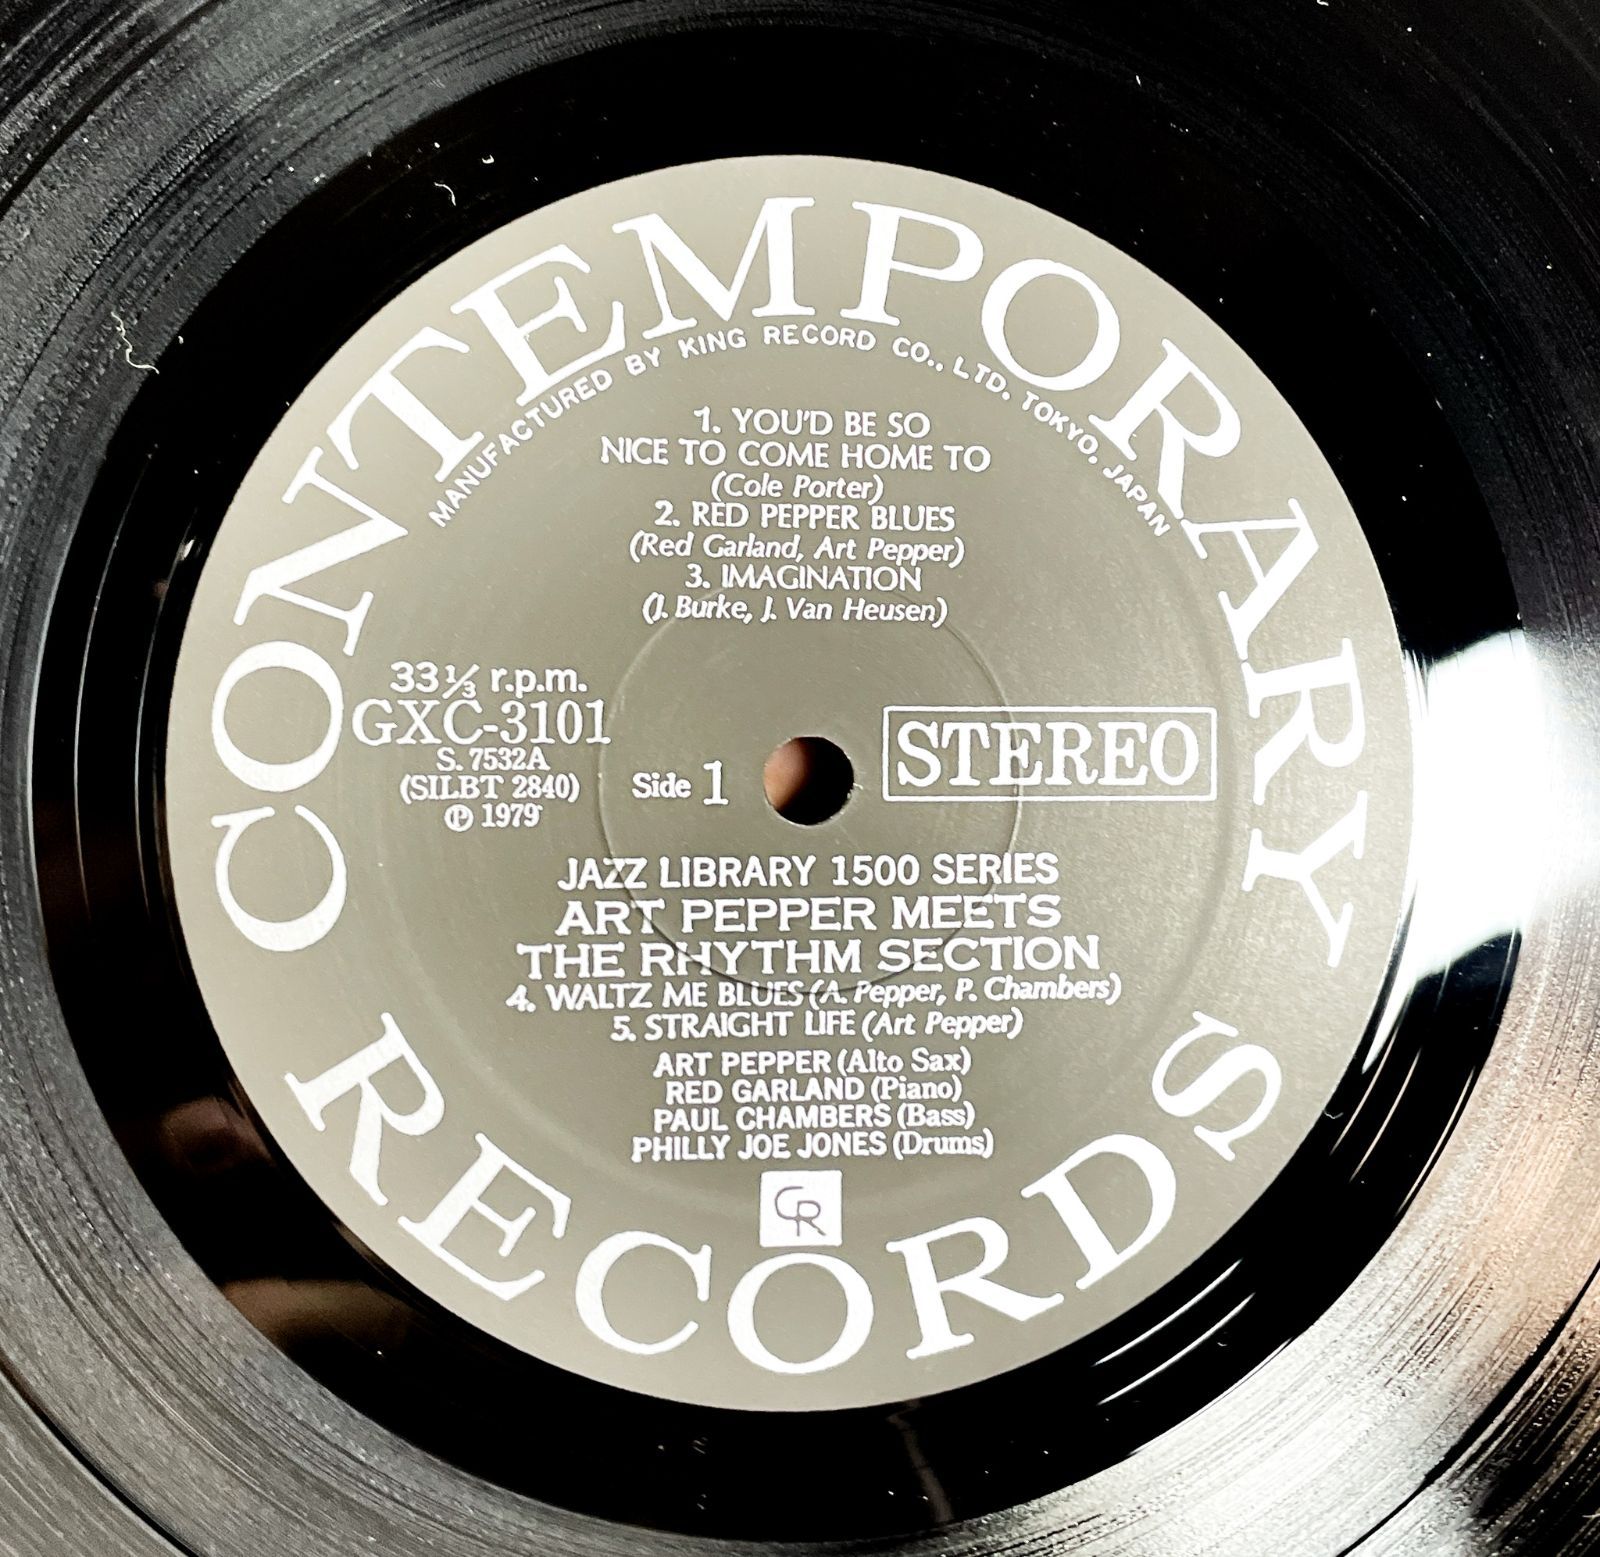 CONTEMPORARY
MANUFACTURED BY KING RECORD CO., LTD. TOKYO, JAPAN
1. YOU'D BE SO
NICE TO COME HOME TO
(Cole Porter)
2. RED PEPPER BLUES
(Red Garland, Art Pepper)
3. IMAGINATION
(J. Burke, J. Van Heusen)
33 1/3 r.p.m.
GXC-3101
S. 7532A
(SILBT 2840)
℗ 1979
Side 1
STEREO
JAZZ LIBRARY 1500 SERIES
ART PEPPER MEETS
THE RHYTHM SECTION
4. WALTZ ME BLUES (A. Pepper, P. Chambers)
5. STRAIGHT LIFE (Art Pepper)
ART PEPPER (Alto Sax)
RED GARLAND (Piano)
PAUL CHAMBERS (Bass)
PHILLY JOE JONES (Drums)
CR
RECORDS